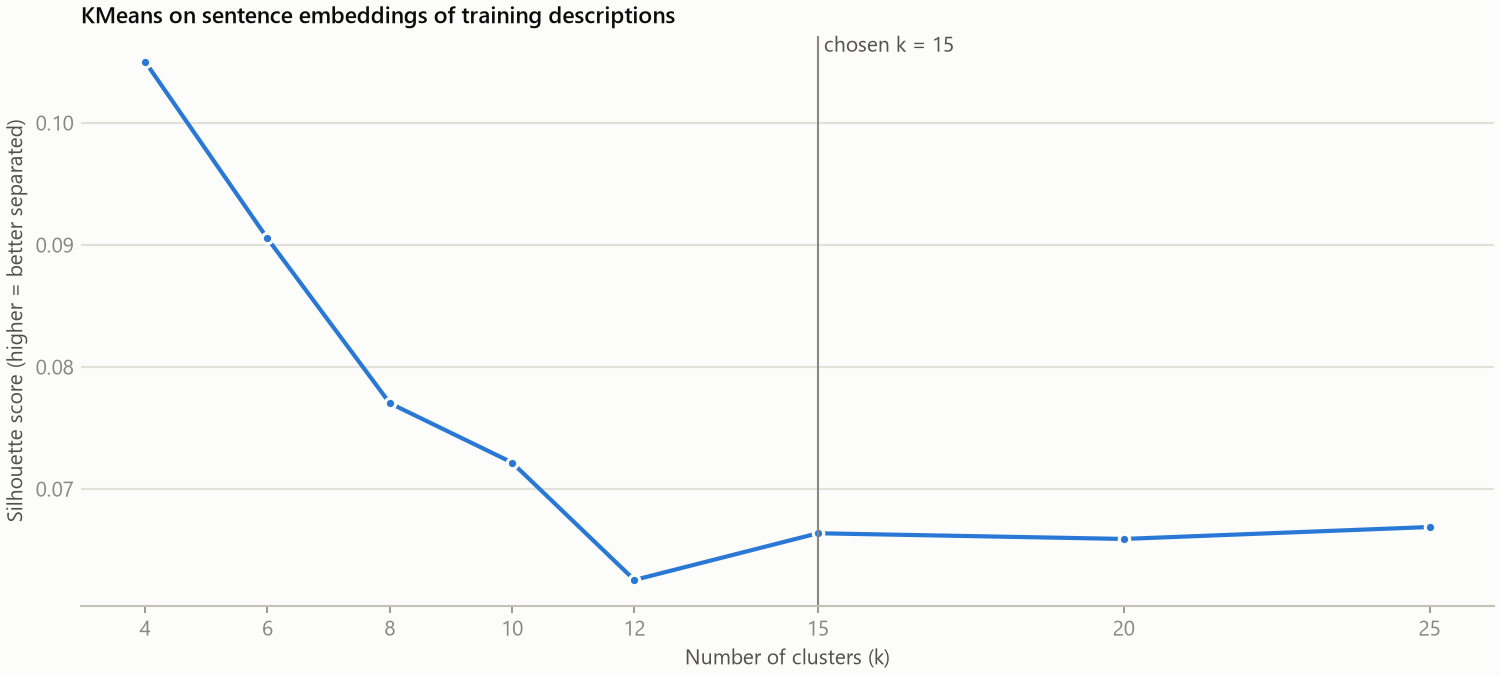 KMeans on sentence embeddings of training descriptions
chosen k = 15
Silhouette score (higher = better separated)
0.10
0.09
0.08
0.07
4 6 8 10 12 15 20 25
Number of clusters (k)